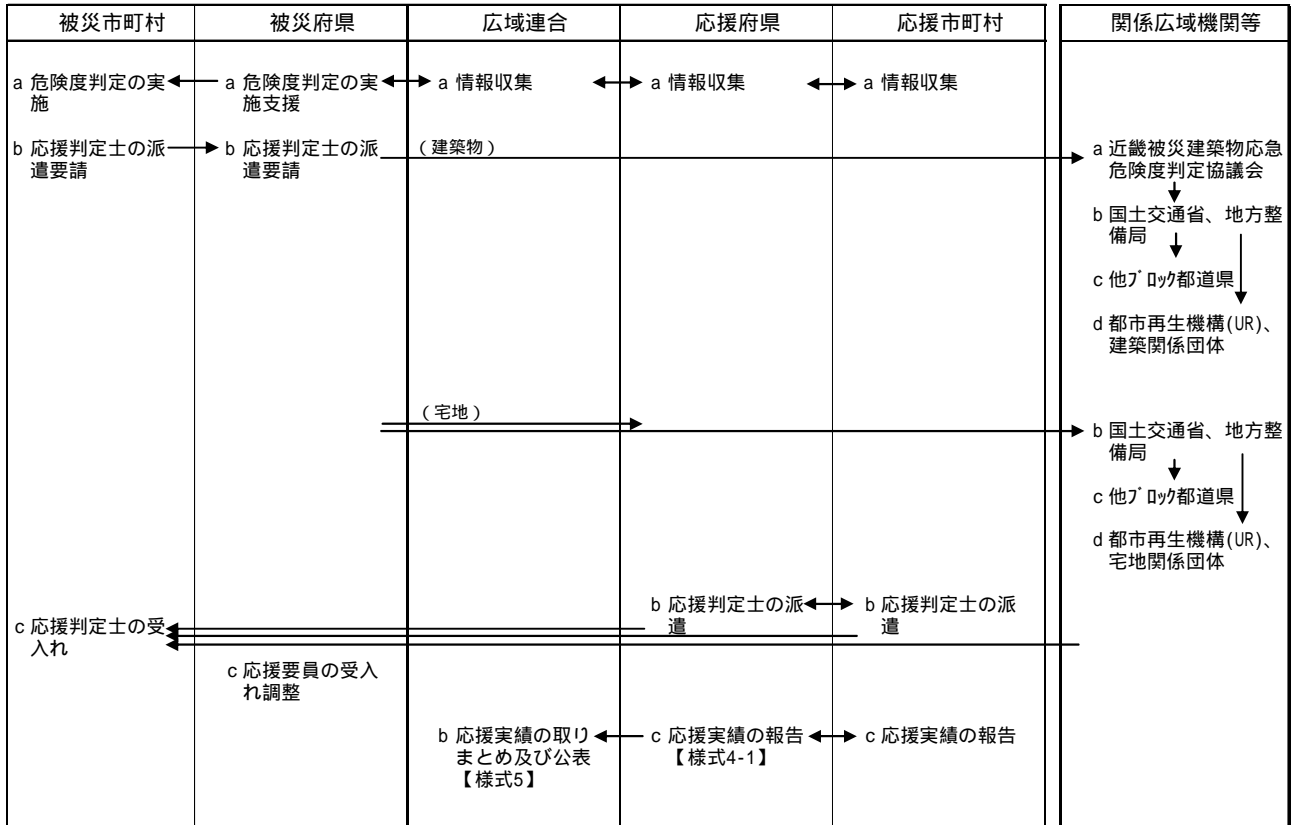 被災市町村
被災府県
広域連合
応援府県
応援市町村
関係広域機関等
a 危険度判定の実
施
a 危険度判定の実
施支援
a 情報収集
a 情報収集
a 情報収集
b 応援判定士の派
遣要請
b 応援判定士の派
遣要請
(建築物)
a 近畿被災建築物応急
危険度判定協議会
b 国土交通省、地方整
備局
c 他ﾌﾞﾛｯｸ都道県
d 都市再生機構(UR)、
建築関係団体
(宅地)
b 国土交通省、地方整
備局
c 他ﾌﾞﾛｯｸ都道県
d 都市再生機構(UR)、
宅地関係団体
b 応援判定士の派
遣
b 応援判定士の派
遣
c 応援判定士の受
入れ
c 応援要員の受入
れ調整
b 応援実績の取り
まとめ及び公表
【様式5】
c 応援実績の報告
【様式4-1】
c 応援実績の報告